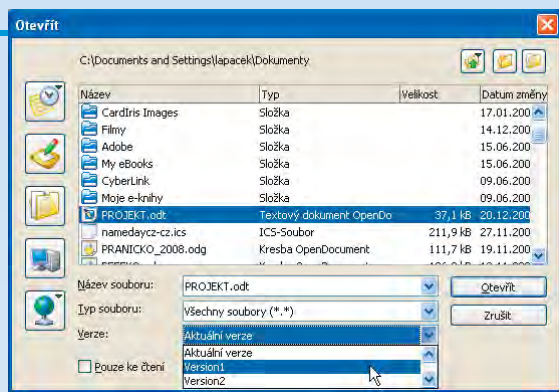 Otevřít
C:\Documents and Settings\lapacek\Dokumenty
Název Typ Velikost Datum změny
CardIris Images Složka 17.01.200
Filmy Složka 14.12.200
Adobe Složka 15.06.200
My eBooks Složka 15.06.200
CyberLink Složka 09.06.200
Moje e-knihy Složka 09.06.200
PROJEKT.odt Textový dokument OpenDo 37,1 kB 20.12.200
namedaycz-cz.ics ICS-Soubor 211,9 kB 27.11.200
PRANICKO_2008.odg Kresba OpenDocument 111,7 kB 19.11.200
Název souboru: PROJEKT.odt Otevřít
Typ souboru: Všechny soubory (*.*) Zrušit
Verze: Aktuální verze
Aktuální verze
Pouze ke čtení Version1
Version2